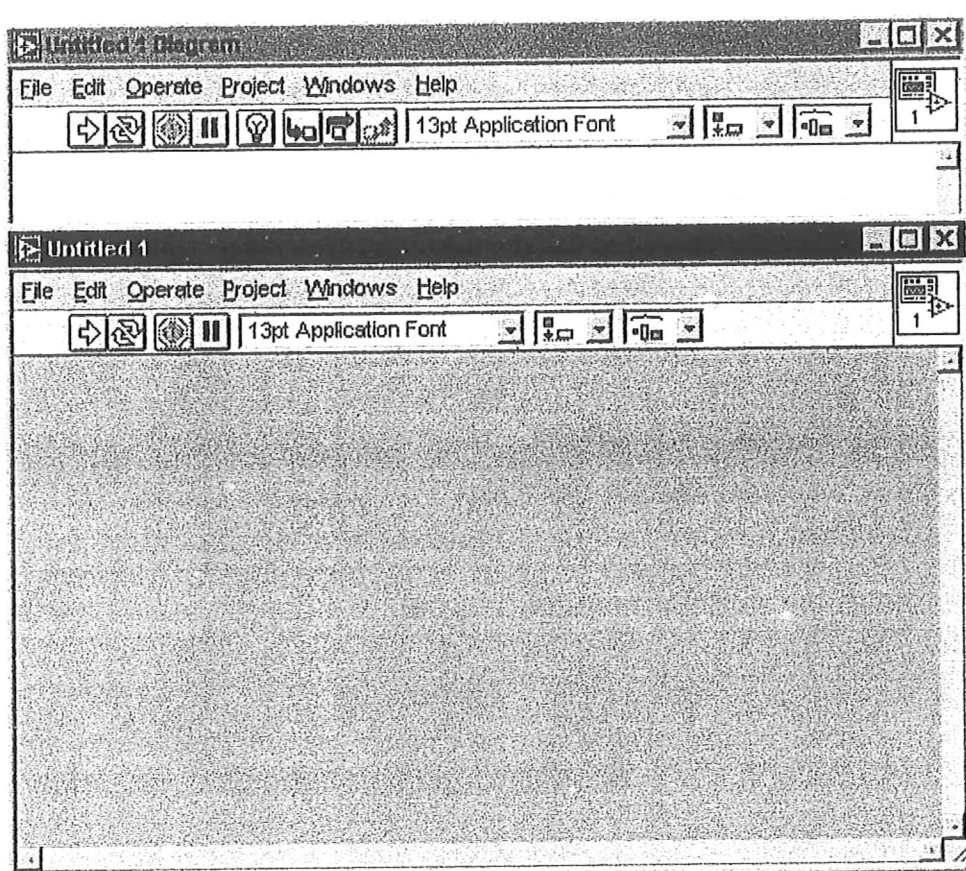 Untitled 1 Diagram
File Edit Operate Project Windows Help
1
13pt Application Font
Untitled 1
File Edit Operate Project Windows Help
1
13pt Application Font